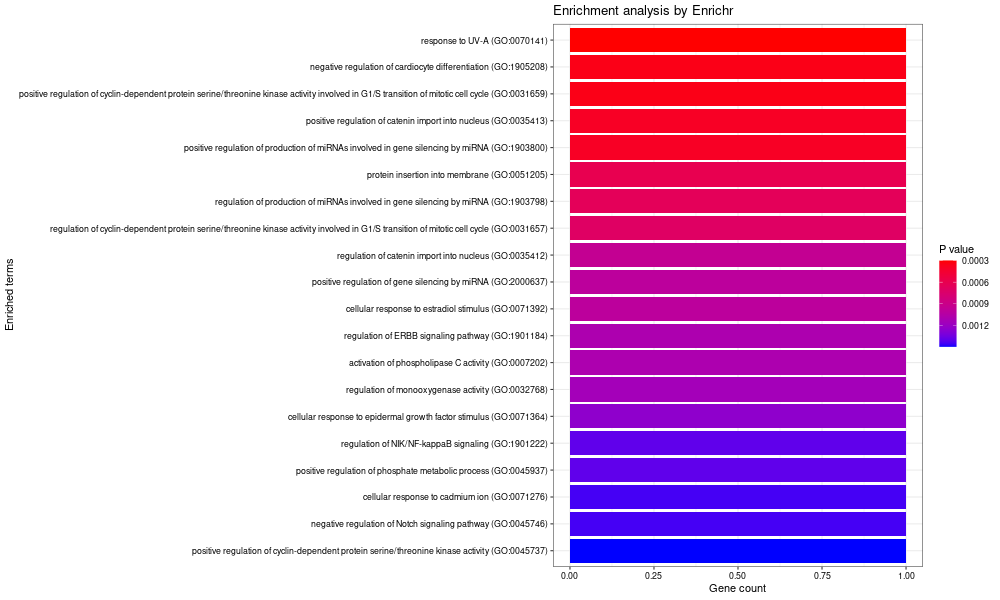 Enrichment analysis by Enrichr
response to UV-A (GO:0070141)
negative regulation of cardiocyte differentiation (GO:1905208)
positive regulation of cyclin-dependent protein serine/threonine kinase activity involved in G1/S transition of mitotic cell cycle (GO:0031659)
positive regulation of catenin import into nucleus (GO:0035413)
positive regulation of production of miRNAs involved in gene silencing by miRNA (GO:1903800)
protein insertion into membrane (GO:0051205)
regulation of production of miRNAs involved in gene silencing by miRNA (GO:1903798)
regulation of cyclin-dependent protein serine/threonine kinase activity involved in G1/S transition of mitotic cell cycle (GO:0031657)
regulation of catenin import into nucleus (GO:0035412)
positive regulation of gene silencing by miRNA (GO:2000637)
cellular response to estradiol stimulus (GO:0071392)
regulation of ERBB signaling pathway (GO:1901184)
activation of phospholipase C activity (GO:0007202)
regulation of monooxygenase activity (GO:0032768)
cellular response to epidermal growth factor stimulus (GO:0071364)
regulation of NIK/NF-kappaB signaling (GO:1901222)
positive regulation of phosphate metabolic process (GO:0045937)
cellular response to cadmium ion (GO:0071276)
negative regulation of Notch signaling pathway (GO:0045746)
positive regulation of cyclin-dependent protein serine/threonine kinase activity (GO:0045737)
Enriched terms
0.00 0.25 0.50 0.75 1.00
Gene count
P value
0.0003
0.0006
0.0009
0.0012